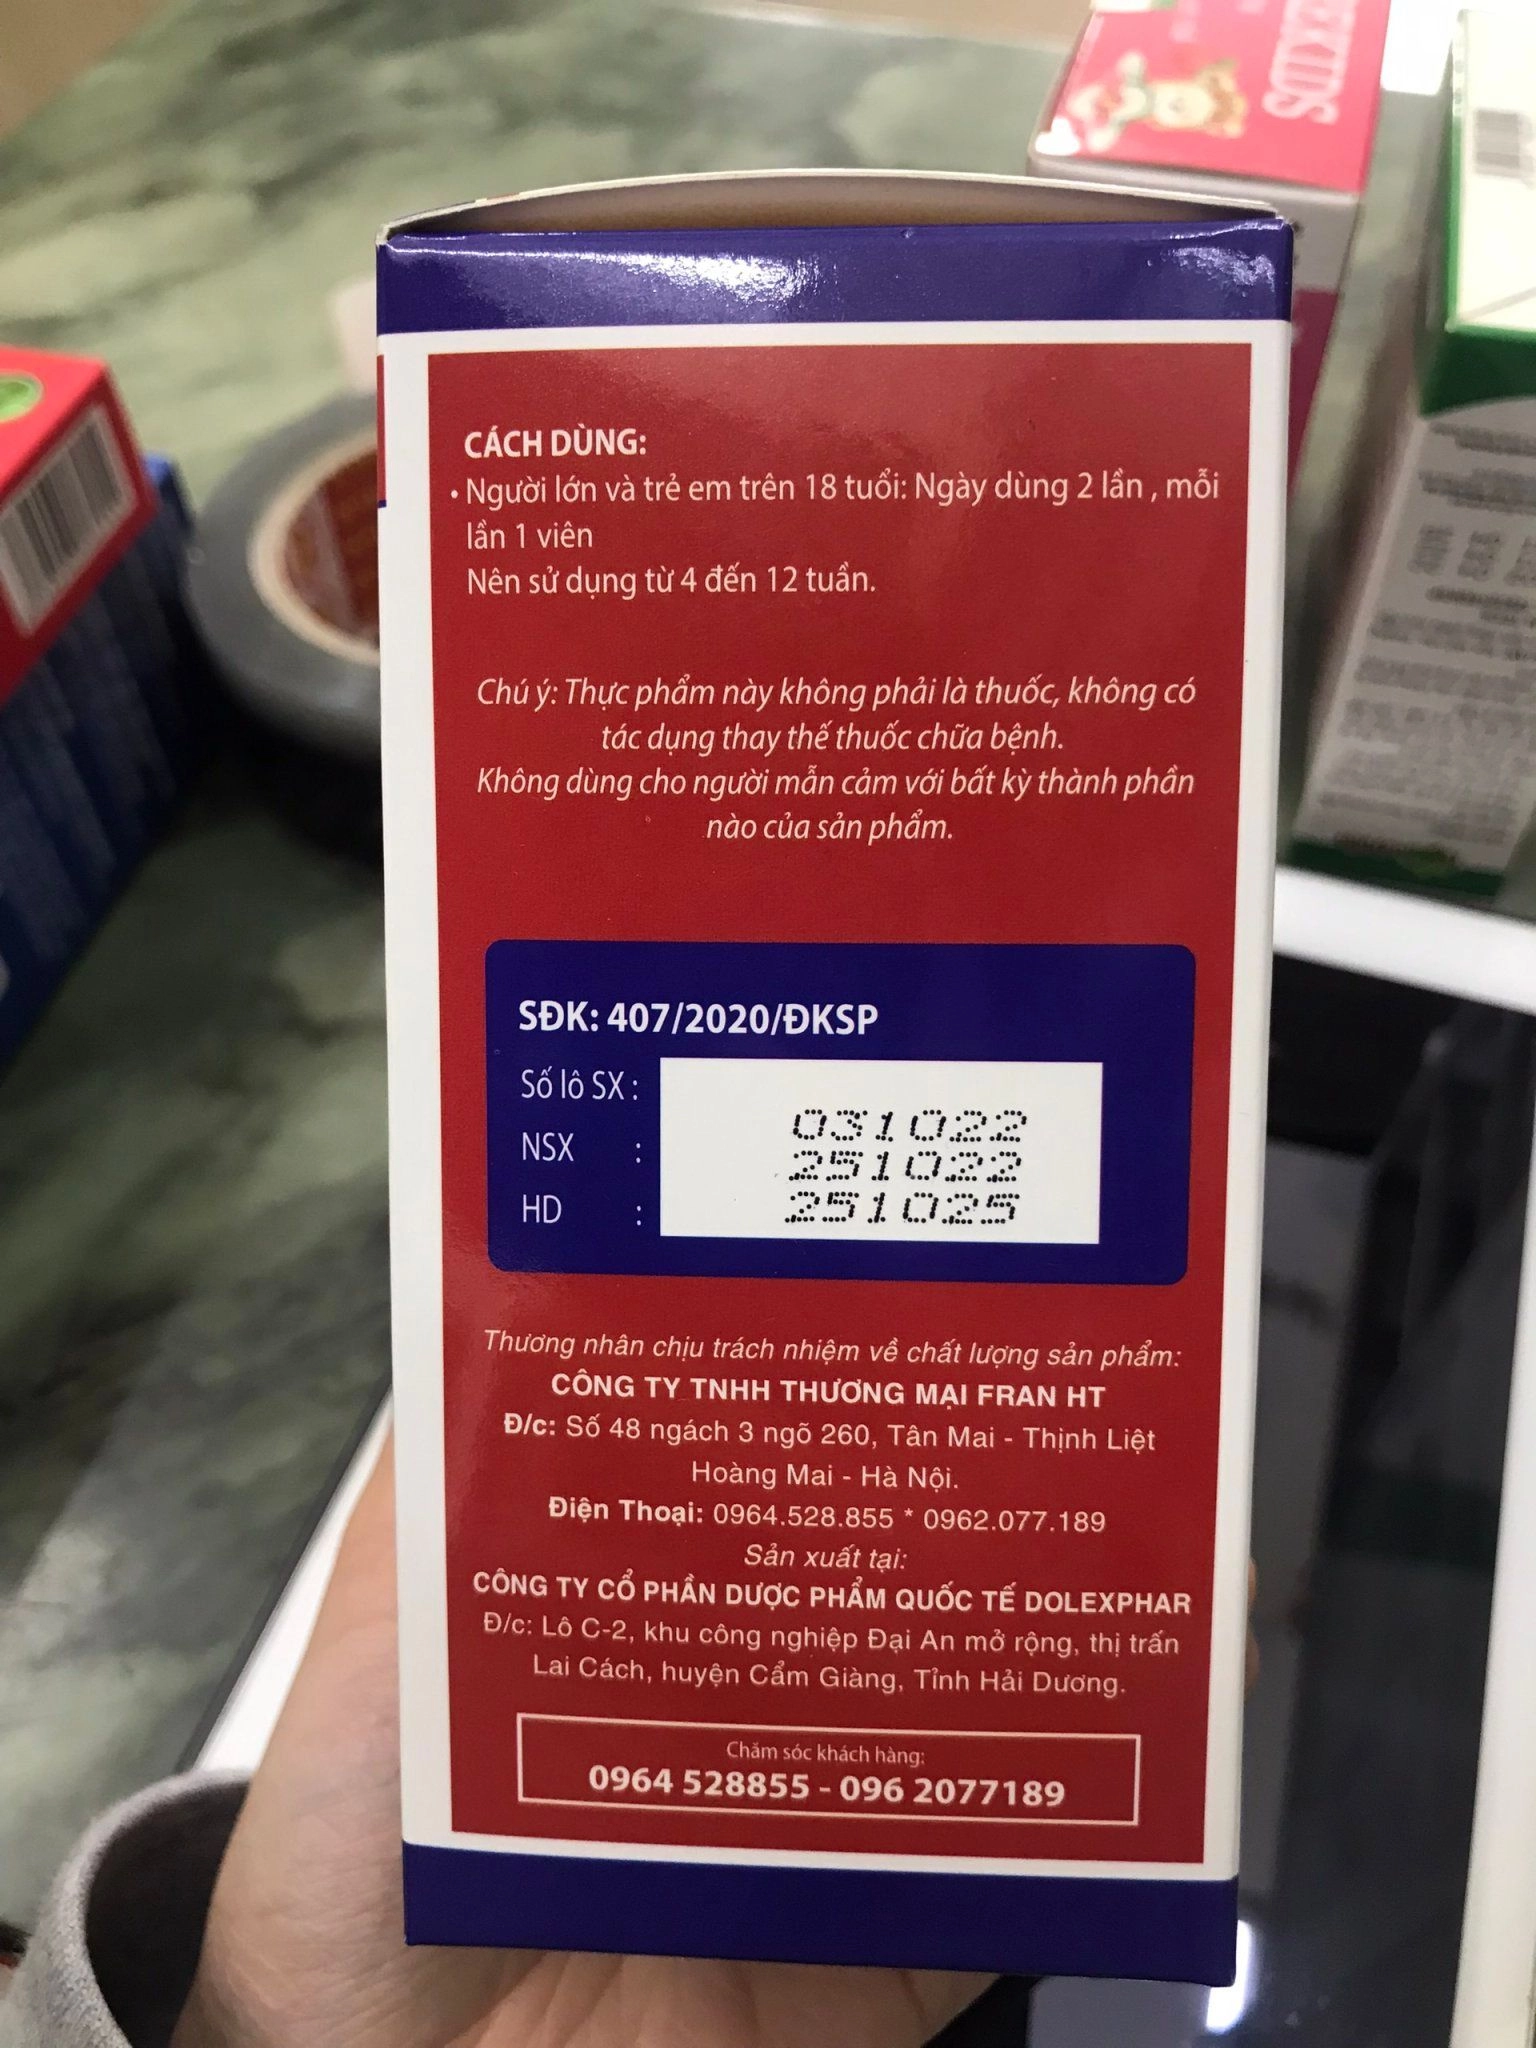 EKIDS
CÁCH DÙNG:
• Người lớn và trẻ em trên 18 tuổi: Ngày dùng 2 lần , mỗi
lần 1 viên
Nên sử dụng từ 4 đến 12 tuần.
Chú ý: Thực phẩm này không phải là thuốc, không có
tác dụng thay thế thuốc chữa bệnh.
Không dùng cho người mẫn cảm với bất kỳ thành phần
nào của sản phẩm.
SĐK: 407/2020/ĐKSP
Số lô SX : 031022
NSX : 251022
HD : 251025
Thương nhân chịu trách nhiệm về chất lượng sản phẩm:
CÔNG TY TNHH THƯƠNG MẠI FRAN HT
Đ/c: Số 48 ngách 3 ngõ 260, Tân Mai - Thịnh Liệt
Hoàng Mai - Hà Nội.
Điện Thoại: 0964.528.855 * 0962.077.189
Sản xuất tại:
CÔNG TY CỔ PHẦN DƯỢC PHẨM QUỐC TẾ DOLEXPHAR
Đ/c: Lô C-2, khu công nghiệp Đại An mở rộng, thị trấn
Lai Cách, huyện Cẩm Giàng, Tỉnh Hải Dương.
Chăm sóc khách hàng:
0964 528855 - 096 2077189